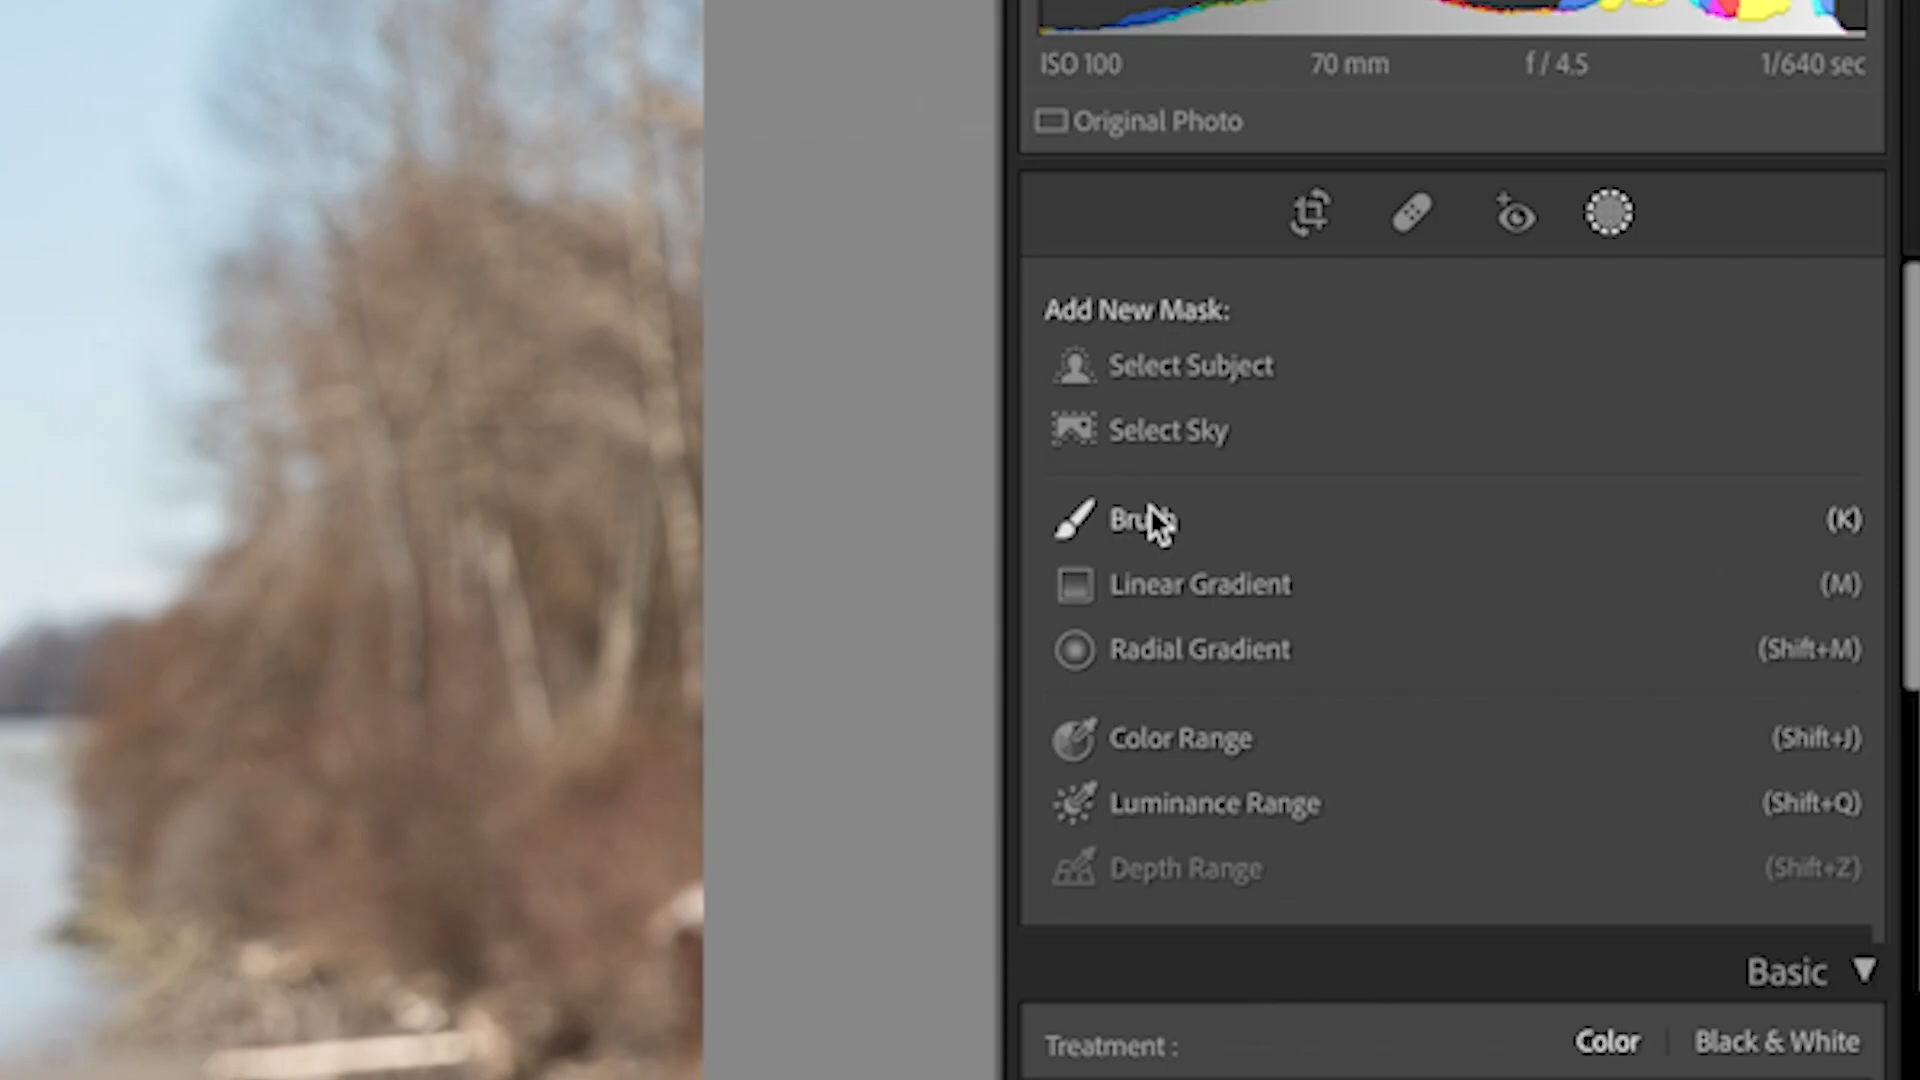 ISO 100 70 mm f / 4.5 1/640 sec
Original Photo
Add New Mask:
Select Subject
Select Sky
Brush (K)
Linear Gradient (M)
Radial Gradient (Shift+M)
Color Range (Shift+J)
Luminance Range (Shift+Q)
Depth Range (Shift+Z)
Basic
Treatment : Color Black & White